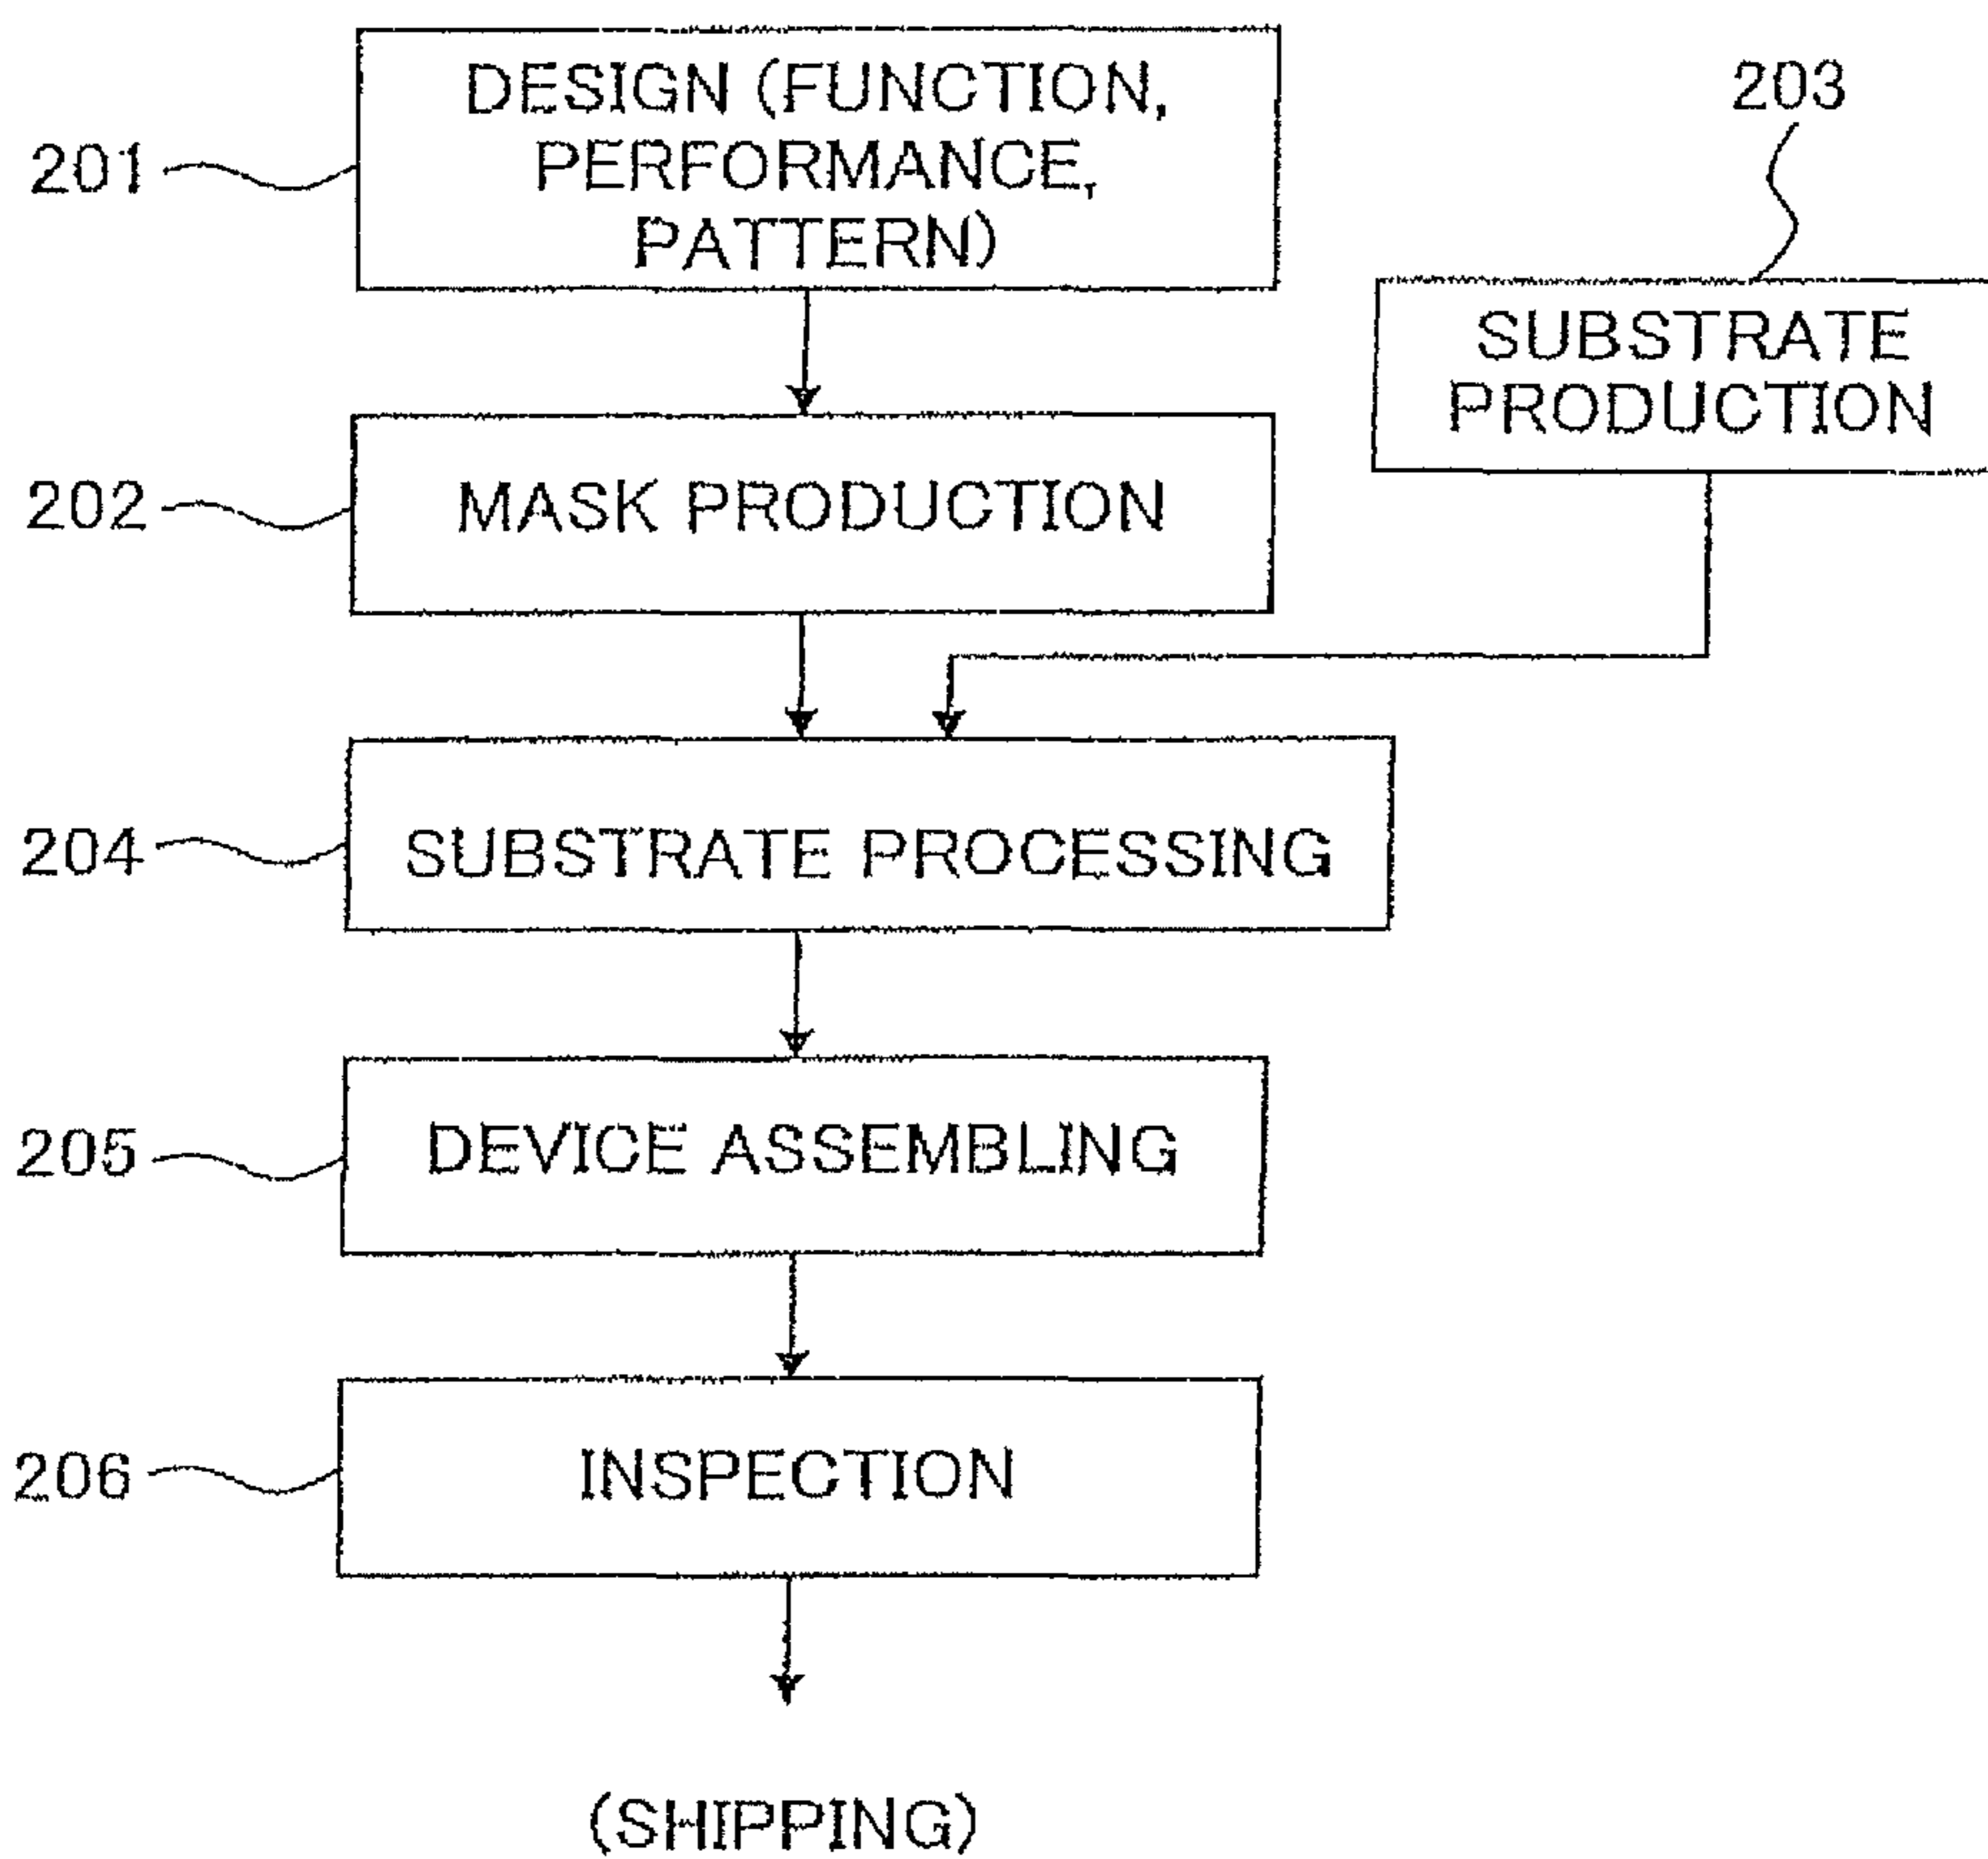 DESIGN (FUNCTION,
PERFORMANCE,
PATTERN)
201
203
SUBSTRATE
PRODUCTION
202
MASK PRODUCTION
204
SUBSTRATE PROCESSING
205
DEVICE ASSEMBLING
206
INSPECTION
(SHIPPING)